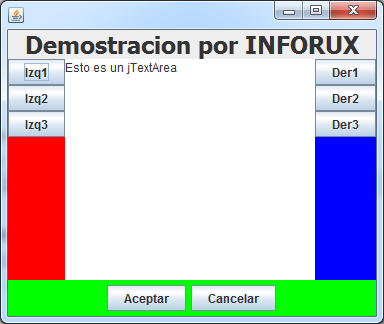 Demostracion por INFORUX
Izq1
Esto es un jTextArea
Der1
Izq2
Der2
Izq3
Der3
Aceptar
Cancelar